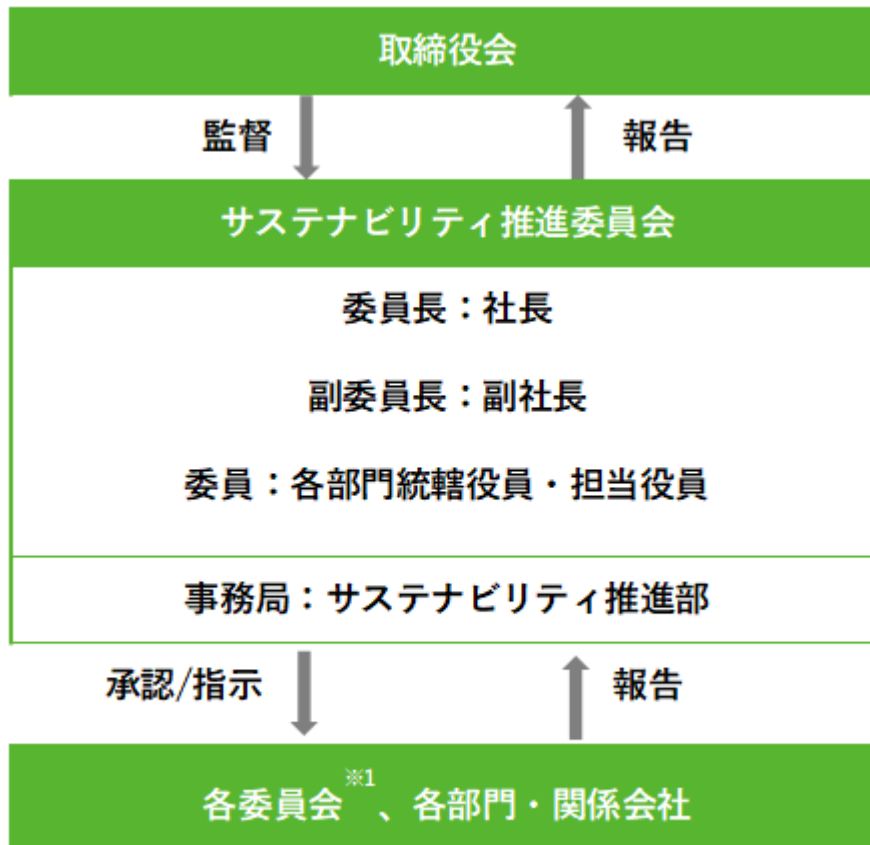 取締役会
監督 報告
サステナビリティ推進委員会
委員長：社長
副委員長：副社長
委員：各部門統轄役員・担当役員
事務局：サステナビリティ推進部
承認/指示 報告
各委員会※1、各部門・関係会社